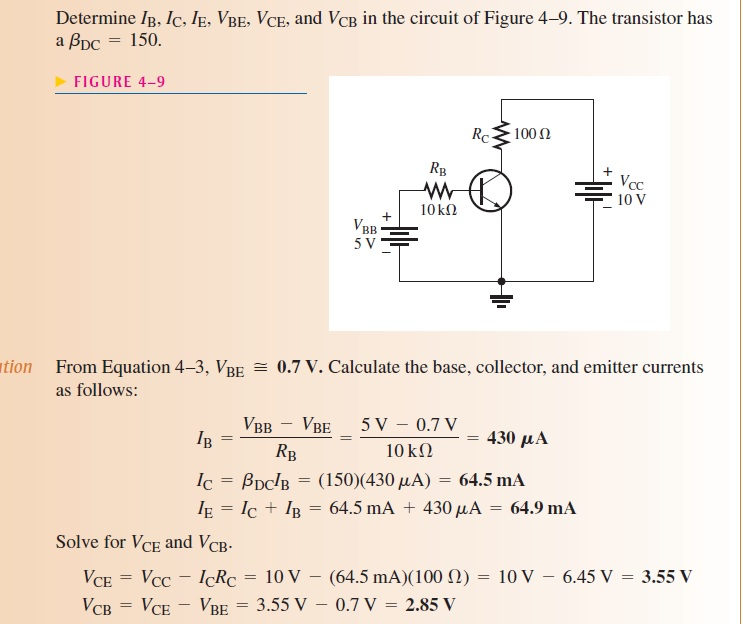 Determine IB, IC, IE, VBE, VCE, and VCB in the circuit of Figure 4–9. The transistor has
a βDC = 150.
► FIGURE 4–9
RC 100 Ω
RB
10 kΩ
+
VCC
10 V
–
+
VBB
5 V
–
tion From Equation 4–3, VBE ≅ 0.7 V. Calculate the base, collector, and emitter currents
as follows:
IB = (VBB − VBE) / RB = (5 V − 0.7 V) / 10 kΩ = 430 μA
IC = βDCIB = (150)(430 μA) = 64.5 mA
IE = IC + IB = 64.5 mA + 430 μA = 64.9 mA
Solve for VCE and VCB.
VCE = VCC − ICRC = 10 V − (64.5 mA)(100 Ω) = 10 V − 6.45 V = 3.55 V
VCB = VCE − VBE = 3.55 V − 0.7 V = 2.85 V